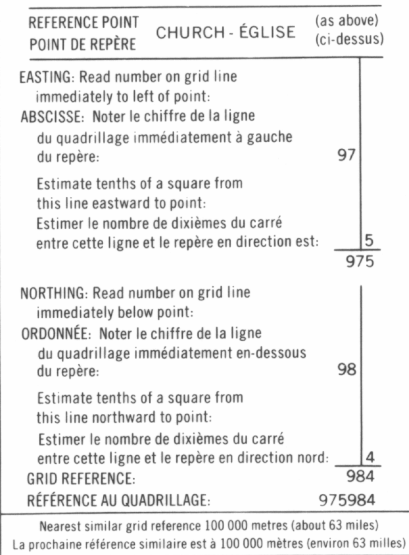 REFERENCE POINT CHURCH - ÉGLISE (as above)
POINT DE REPÈRE (ci-dessus)
EASTING: Read number on grid line
immediately to left of point:
ABSCISSE: Noter le chiffre de la ligne
du quadrillage immédiatement à gauche
du repère: 97
Estimate tenths of a square from
this line eastward to point:
Estimer le nombre de dixièmes du carré
entre cette ligne et le repère en direction est: 5
975
NORTHING: Read number on grid line
immediately below point:
ORDONNÉE: Noter le chiffre de la ligne
du quadrillage immédiatement en-dessous
du repère: 98
Estimate tenths of a square from
this line northward to point:
Estimer le nombre de dixièmes du carré
entre cette ligne et le repère en direction nord: 4
GRID REFERENCE: 984
RÉFÉRENCE AU QUADRILLAGE: 975984
Nearest similar grid reference 100 000 metres (about 63 miles)
La prochaine référence similaire est à 100 000 mètres (environ 63 milles)